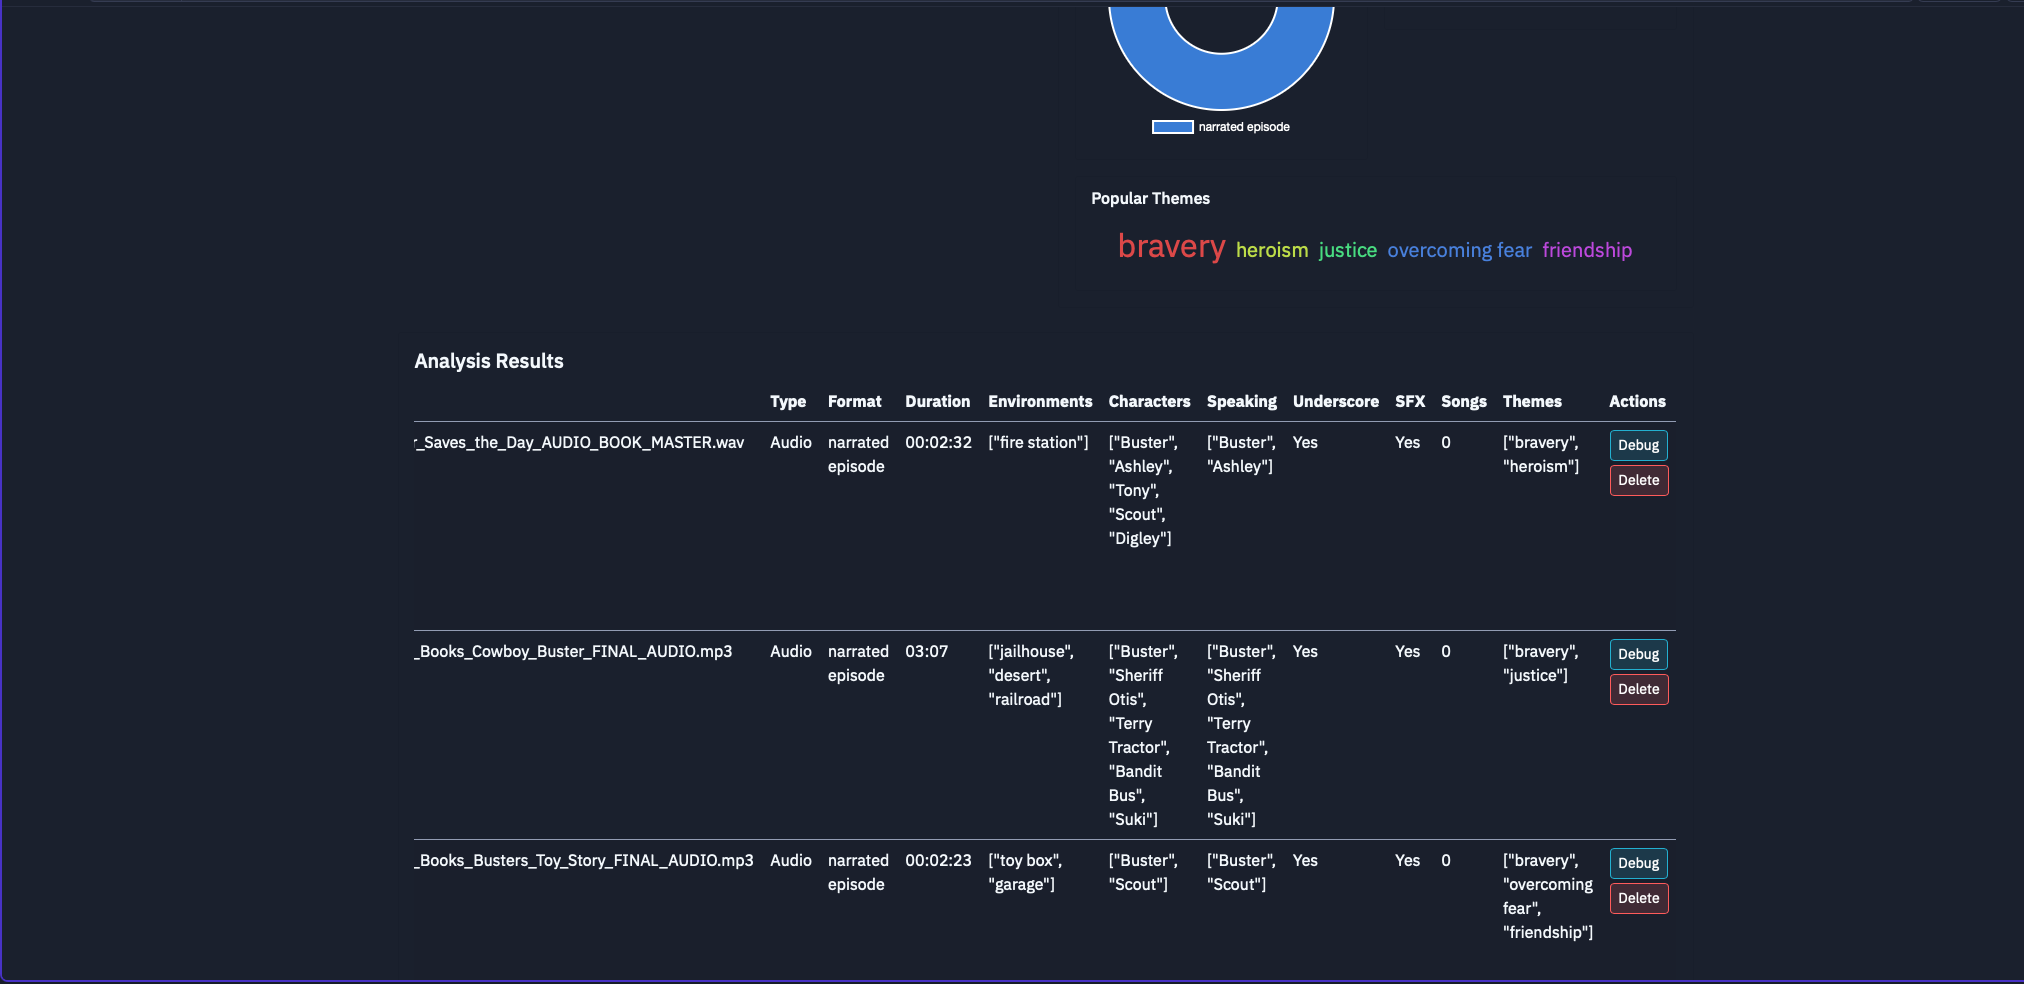 narrated episode
Popular Themes
bravery heroism justice overcoming fear friendship
Analysis Results
Type Format Duration Environments Characters Speaking Underscore SFX Songs Themes Actions
_Saves_the_Day_AUDIO_BOOK_MASTER.wav Audio narrated 00:02:32 ["fire station"] ["Buster", ["Buster", Yes Yes 0 ["bravery", Debug
episode "Ashley", "Ashley"] "heroism"]
"Tony", Delete
"Scout",
"Digley"]
_Books_Cowboy_Buster_FINAL_AUDIO.mp3 Audio narrated 03:07 ["jailhouse", ["Buster", ["Buster", Yes Yes 0 ["bravery", Debug
episode "desert", "Sheriff "Sheriff "justice"]
"railroad"] Otis", Otis", Delete
"Terry "Terry
Tractor", Tractor",
"Bandit "Bandit
Bus", Bus",
"Suki"] "Suki"]
_Books_Busters_Toy_Story_FINAL_AUDIO.mp3 Audio narrated 00:02:23 ["toy box", ["Buster", ["Buster", Yes Yes 0 ["bravery", Debug
episode "garage"] "Scout"] "Scout"] "overcoming
fear", Delete
"friendship"]